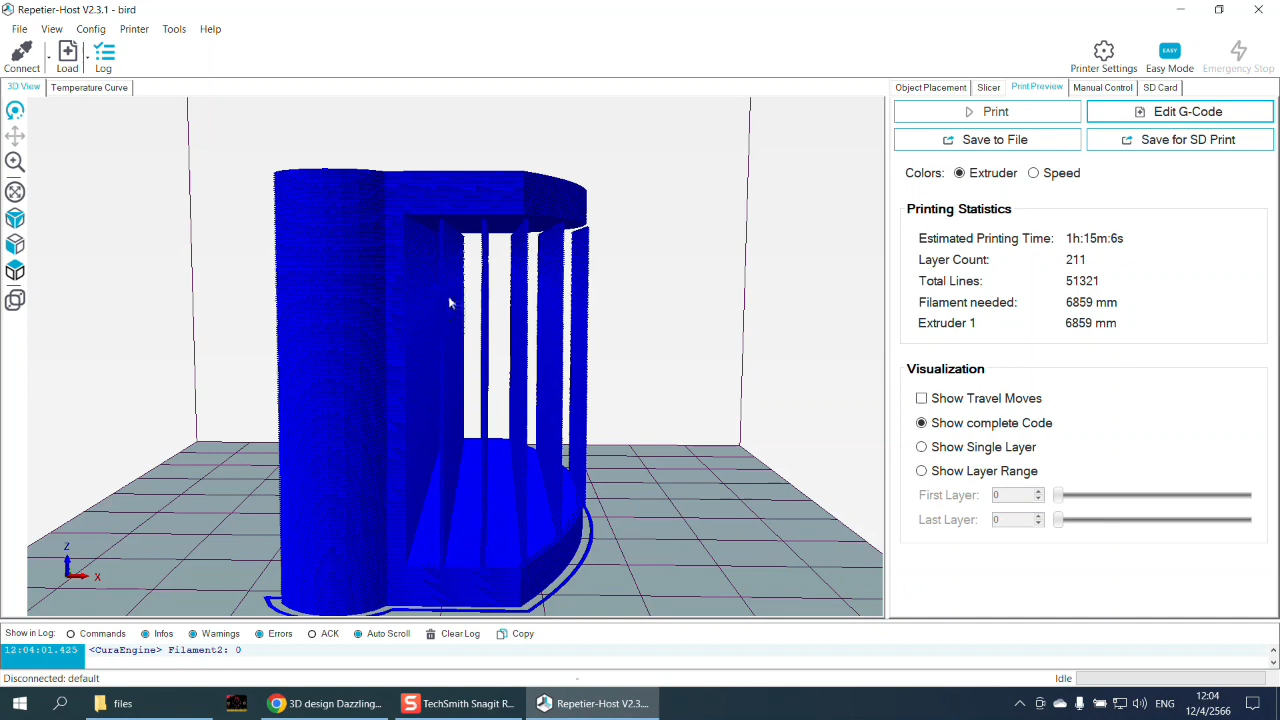 Repetier-Host V2.3.1 - bird
File View Config Printer Tools Help
Connect Load Log
Printer Settings Easy Mode Emergency Stop
EASY
3D View Temperature Curve
Object Placement Slicer Print Preview Manual Control SD Card
Print Edit G-Code
Save to File Save for SD Print
Colors: Extruder Speed
Printing Statistics
Estimated Printing Time: 1h:15m:6s
Layer Count: 211
Total Lines: 51321
Filament needed: 6859 mm
Extruder 1 6859 mm
Visualization
Show Travel Moves
Show complete Code
Show Single Layer
Show Layer Range
First Layer: 0
Last Layer: 0
Z
X
Show in Log: Commands Infos Warnings Errors ACK Auto Scroll Clear Log Copy
12:04:01.425 <CuraEngine> Filament2: 0
Disconnected: default - Idle
files 3D design Dazzling... TechSmith Snagit R... Repetier-Host V2.3.... ENG 12:04
12/4/2566